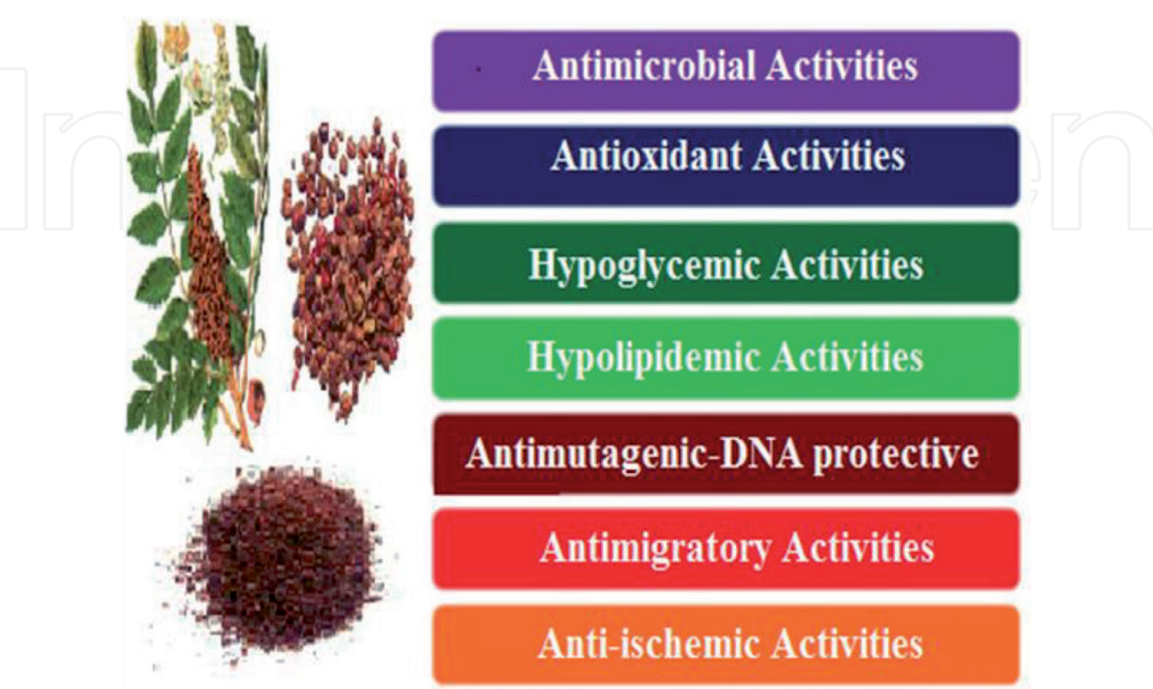 Antimicrobial Activities
Antioxidant Activities
Hypoglycemic Activities
Hypolipidemic Activities
Antimutagenic-DNA protective
Antimigratory Activities
Anti-ischemic Activities